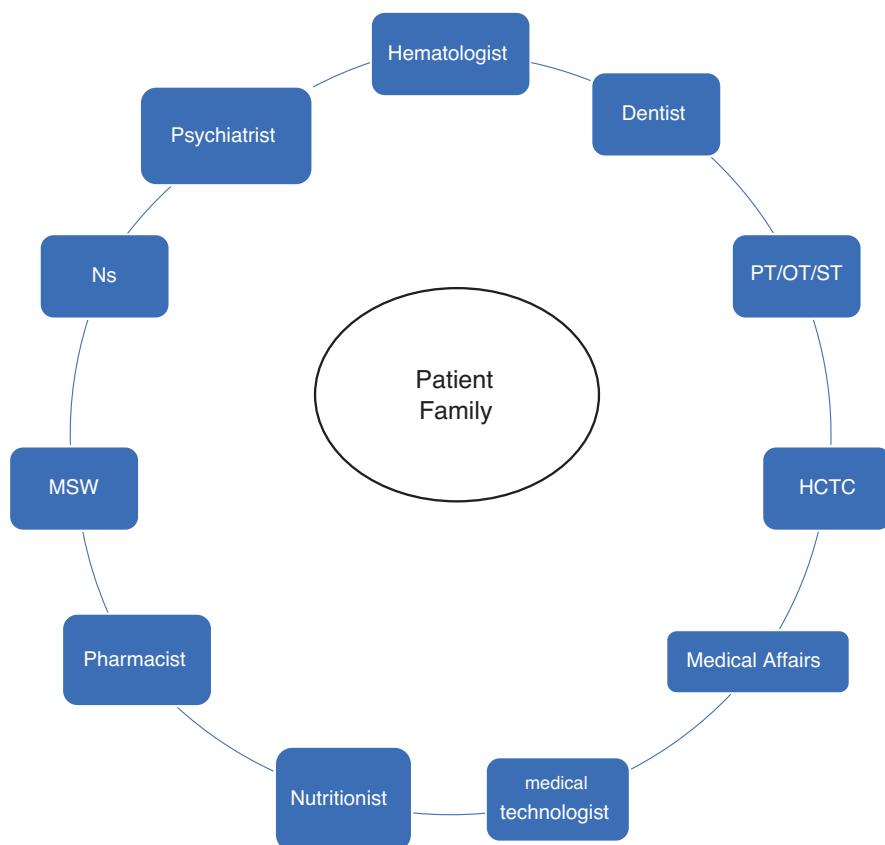 Hematologist
Dentist
Psychiatrist
Ns
PT/OT/ST
Patient
Family
MSW
HCTC
Pharmacist
Medical Affairs
Nutritionist
medical
technologist